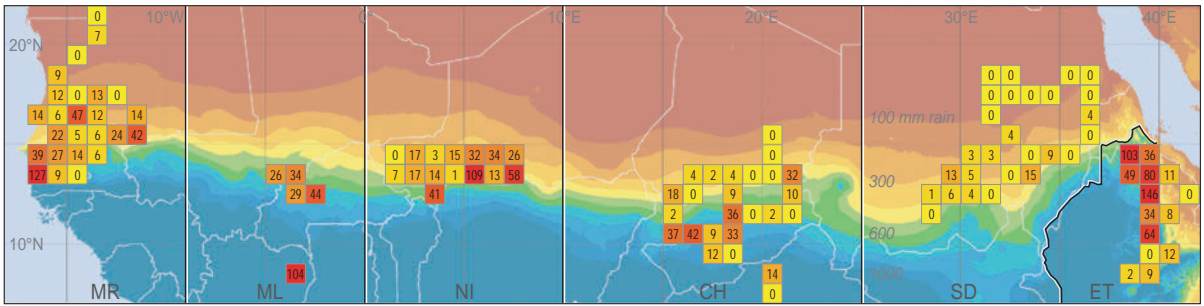 0 10°W 0° 10°E 20°E 30°E 40°E
7
20°N 0
9 0 0 0
12 0 13 0 0 0 0 0 0
14 6 47 12 14 100 mm rain 4
22 5 6 24 42 0 4 0
39 27 14 6 0 17 3 15 32 34 26 0 3 3 0 9 0 103 36
127 9 0 26 34 7 17 14 1 109 13 58 4 2 4 0 0 32 13 5 0 15 49 80 11
29 44 41 18 0 9 10 300 1 6 4 0 146 0
2 36 0 2 0 0 34 8
10°N 37 42 9 33 600 64
12 0 0 12
104 14 1000 2 9
MR ML NI CH 0 SD ET